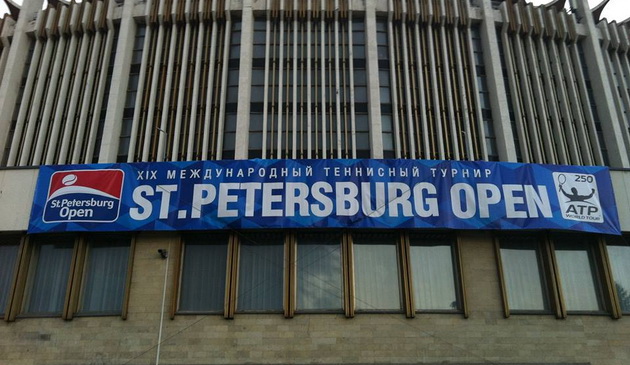 St.Petersburg
Open
XIX МЕЖДУНАРОДНЫЙ ТЕННИСНЫЙ ТУРНИР
ST.PETERSBURG OPEN
250
ATP
WORLD TOUR